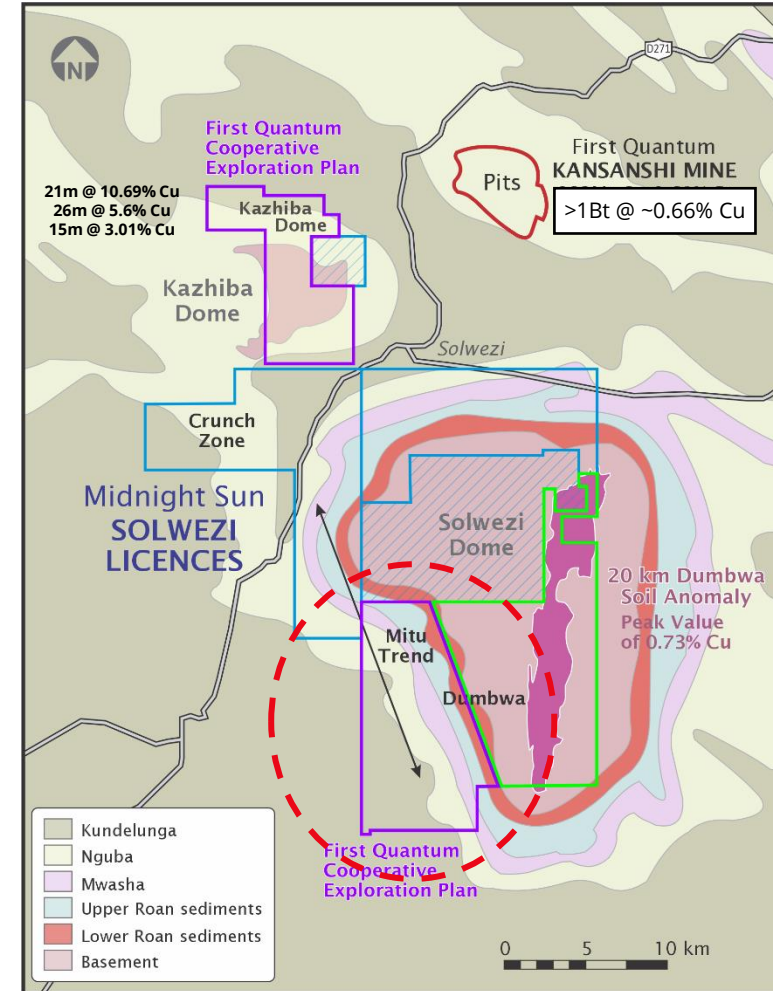 N
D271
First Quantum
Cooperative
Exploration Plan
First Quantum
KANSANSHI MINE
>1Bt @ ~0.66% Cu
Pits
21m @ 10.69% Cu
26m @ 5.6% Cu
15m @ 3.01% Cu
Kazhiba
Dome
Kazhiba
Dome
Solwezi
Crunch
Zone
Midnight Sun
SOLWEZI
LICENCES
Solwezi
Dome
20 km Dumbwa
Soil Anomaly
Peak Value
of 0.73% Cu
Mitu
Trend
Dumbwa
First Quantum
Cooperative
Exploration Plan
Kundelunga
Nguba
Mwasha
Upper Roan sediments
Lower Roan sediments
Basement
0 5 10 km